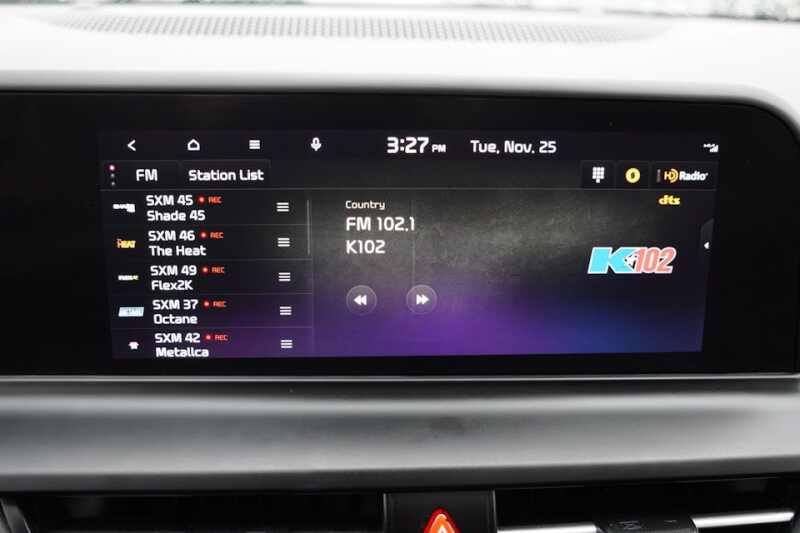 3:27 PM Tue, Nov. 25
FM Station List HD Radio
dts
SXM 45 REC
Shade 45
SXM 46 REC
HEAT The Heat
SXM 49 REC
Flex2K
SXM 37 REC
Octane
SXM 42 REC
Metallca
Country
FM 102.1
K102
K102